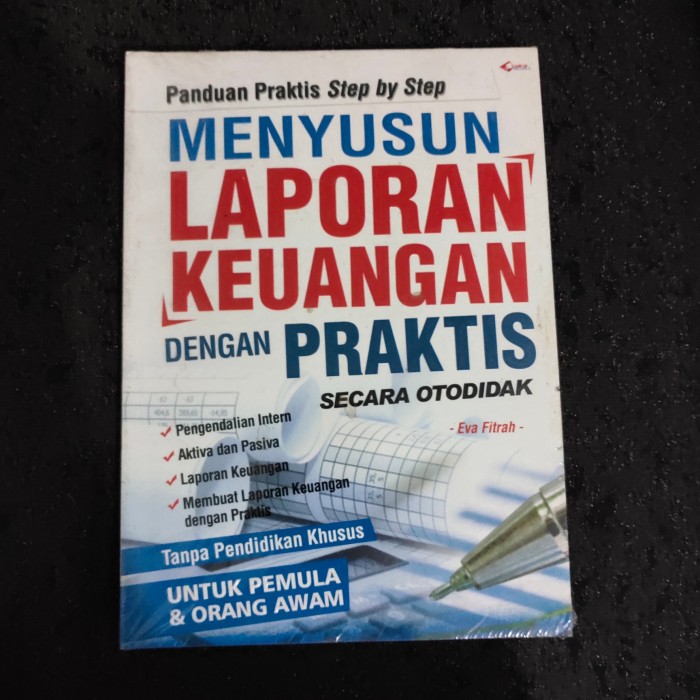 Panduan Praktis Step by Step
MENYUSUN
LAPORAN
KEUANGAN
DENGAN PRAKTIS
SECARA OTODIDAK
- Eva Fitrah -
✓ Pengendalian Intern
✓ Aktiva dan Pasiva
✓ Laporan Keuangan
✓ Membuat Laporan Keuangan
dengan Praktis
Tanpa Pendidikan Khusus
UNTUK PEMULA
& ORANG AWAM